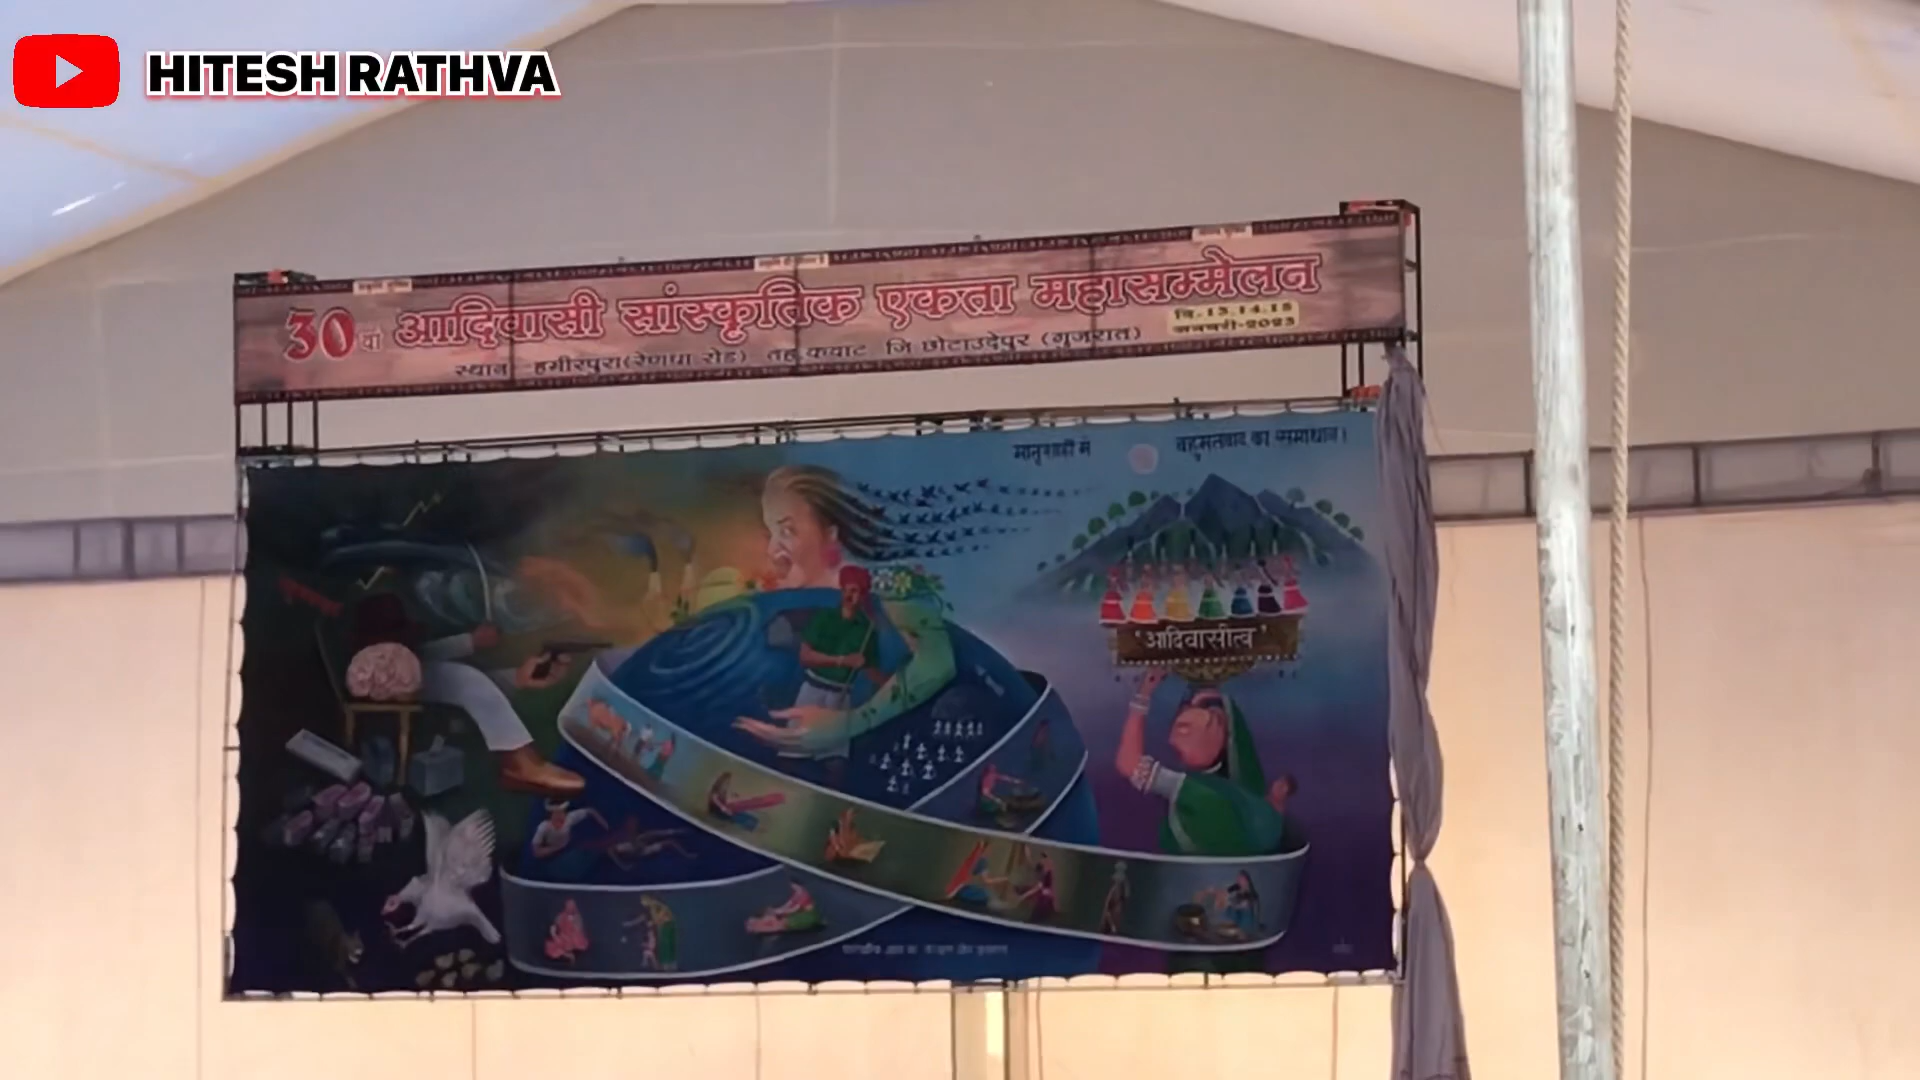 HITESH RATHVA
30 वां आदिवासी सांस्कृतिक एकता महासम्मेलन
दि. 13.14.15
जनवरी-2023
स्थान - हमीरपुरा(रेणधा रोड) तह.कवाट जि छोटाउदेपुर (गुजरात)
मातृशाही में बहुमतवाद का समाधान।
'आदिवासीत्व'